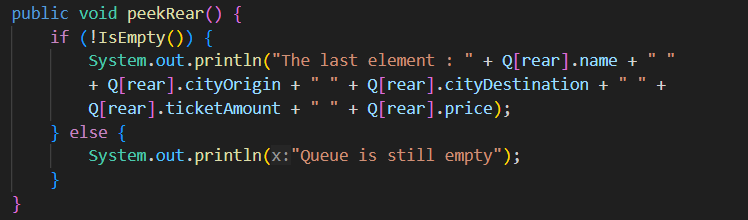 public void peekRear() {
if (!IsEmpty()) {
System.out.println("The last element : " + Q[rear].name + " "
+ Q[rear].cityOrigin + " " + Q[rear].cityDestination + " " +
Q[rear].ticketAmount + " " + Q[rear].price);
} else {
System.out.println(x:"Queue is still empty");
}
}